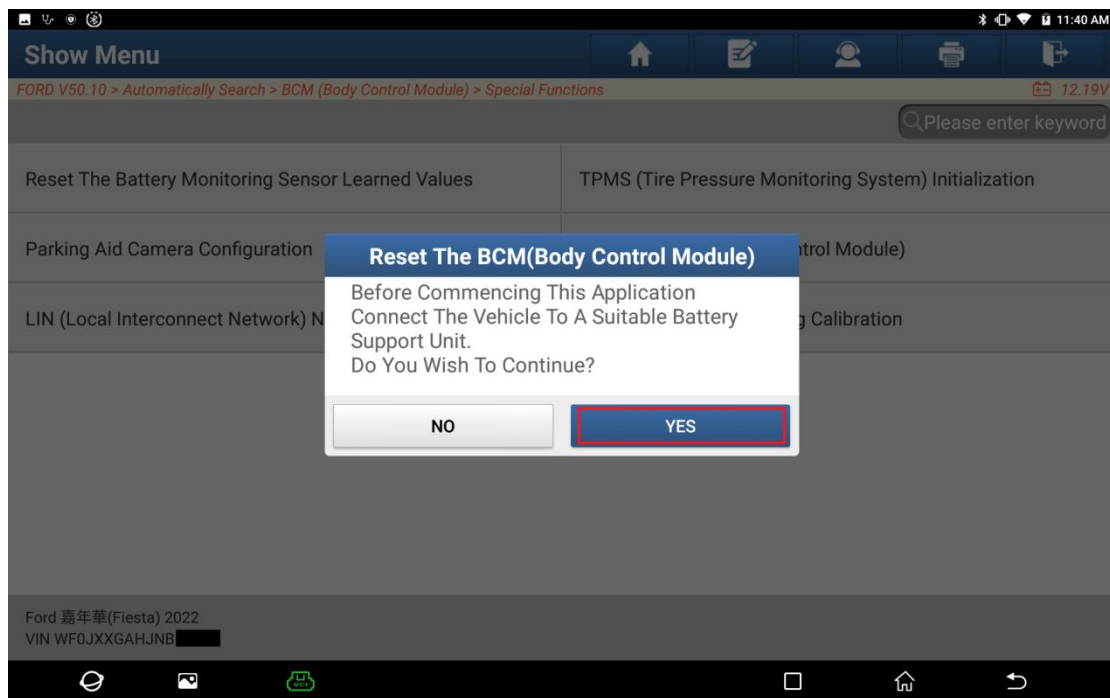 11:40 AM
Show Menu
FORD V50.10 > Automatically Search > BCM (Body Control Module) > Special Functions
12.19V
Please enter keyword
Reset The Battery Monitoring Sensor Learned Values
TPMS (Tire Pressure Monitoring System) Initialization
Parking Aid Camera Configuration
Module)
LIN (Local Interconnect Network)
Calibration
Reset The BCM(Body Control Module)
Before Commencing This Application
Connect The Vehicle To A Suitable Battery
Support Unit.
Do You Wish To Continue?
NO
YES
Ford 嘉年華(Fiesta) 2022
VIN WF0JXXGAHJNB
VCI